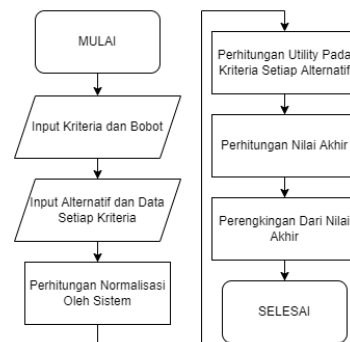 MULAI
Input Kriteria dan Bobot
Input Alternatif dan Data
Setiap Kriteria
Perhitungan Normalisasi
Oleh Sistem
Perhitungan Utility Pada
Kriteria Setiap Alternatif
Perhitungan Nilai Akhir
Perengkingan Dari Nilai
Akhir
SELESAI